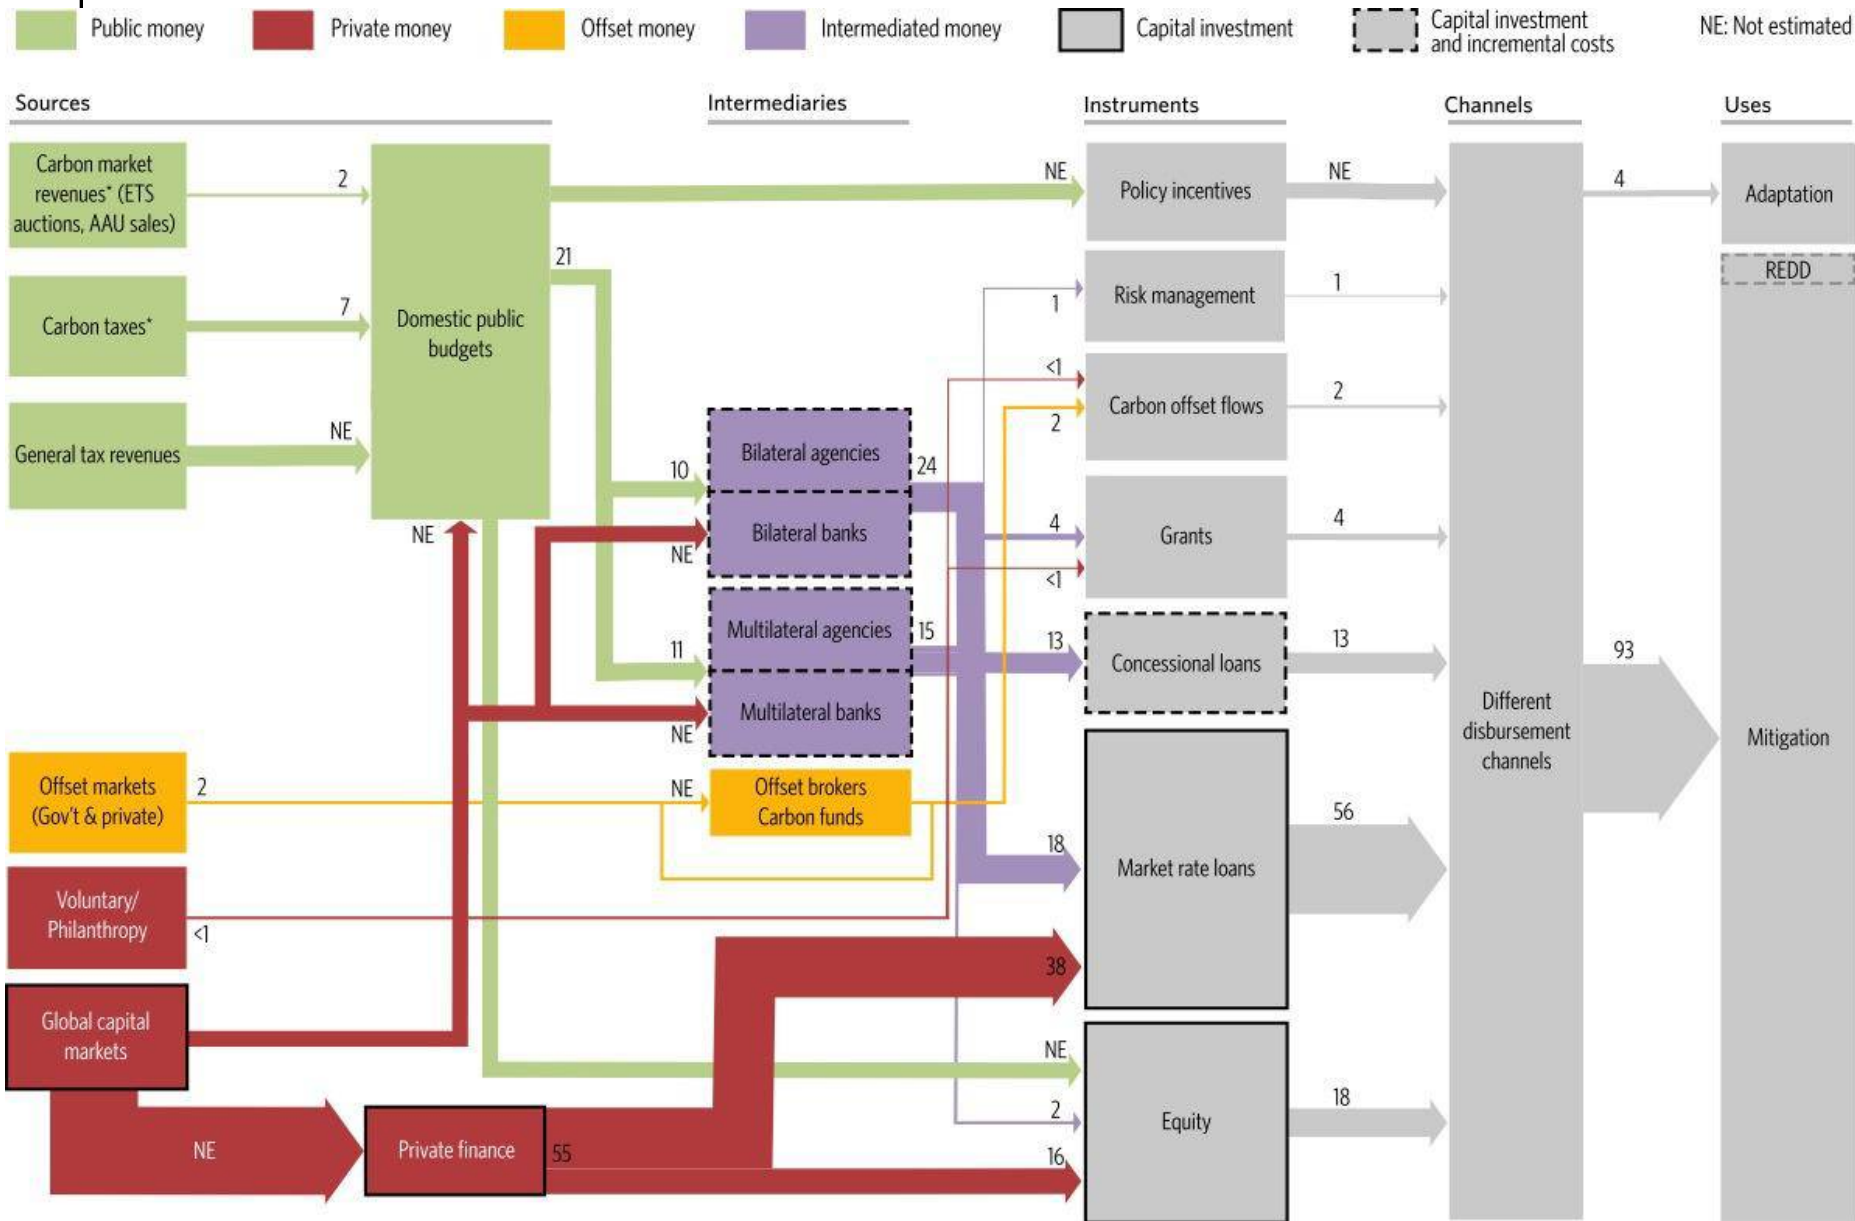 Public money
Private money
Offset money
Intermediated money
Capital investment
Capital investment
and incremental costs
NE: Not estimated
Sources
Intermediaries
Instruments
Channels
Uses
Carbon market
revenues* (ETS
auctions, AAU sales)
2
Carbon taxes*
7
General tax revenues
NE
Domestic public
budgets
NE
21
NE
10
11
Bilateral agencies
Bilateral banks
NE
24
Multilateral agencies
Multilateral banks
NE
15
Offset markets
(Gov't & private)
2
NE
Offset brokers
Carbon funds
Voluntary/
Philanthropy
<1
Global capital
markets
NE
Private finance
55
Policy incentives
NE
1
Risk management
1
<1
2
Carbon offset flows
2
4
<1
Grants
4
13
Concessional loans
13
18
38
Market rate loans
56
NE
2
16
Equity
18
Different
disbursement
channels
4
93
Adaptation
REDD
Mitigation